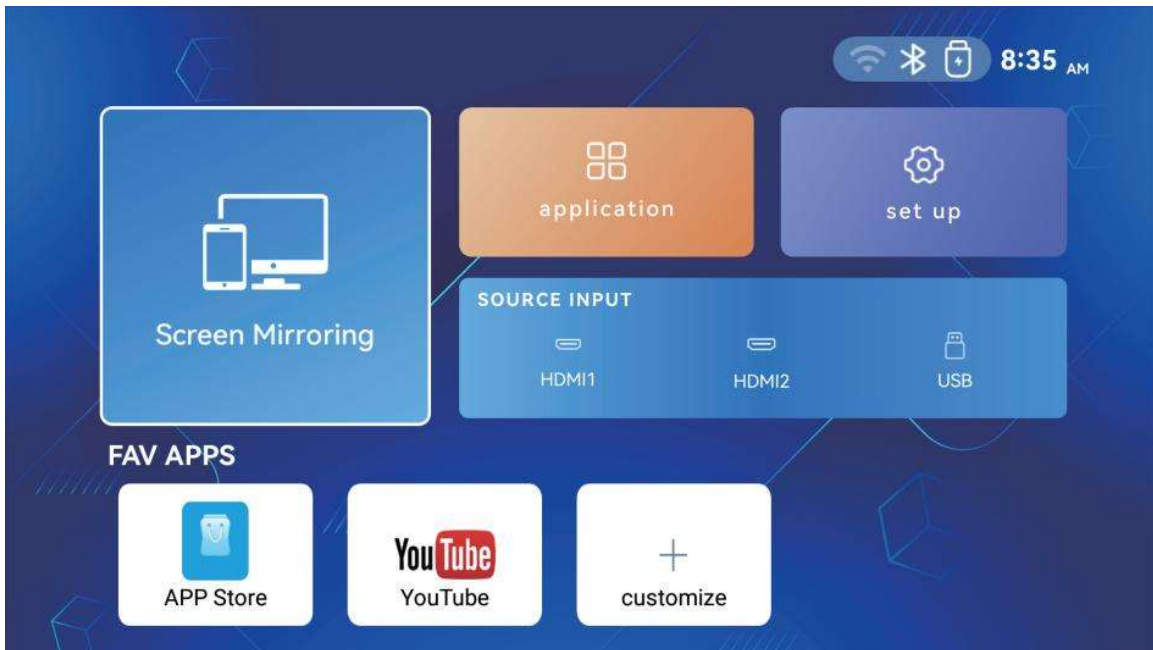 8:35 AM
application
set up
Screen Mirroring
SOURCE INPUT
HDMI1
HDMI2
USB
FAV APPS
APP Store
YouTube
YouTube
customize